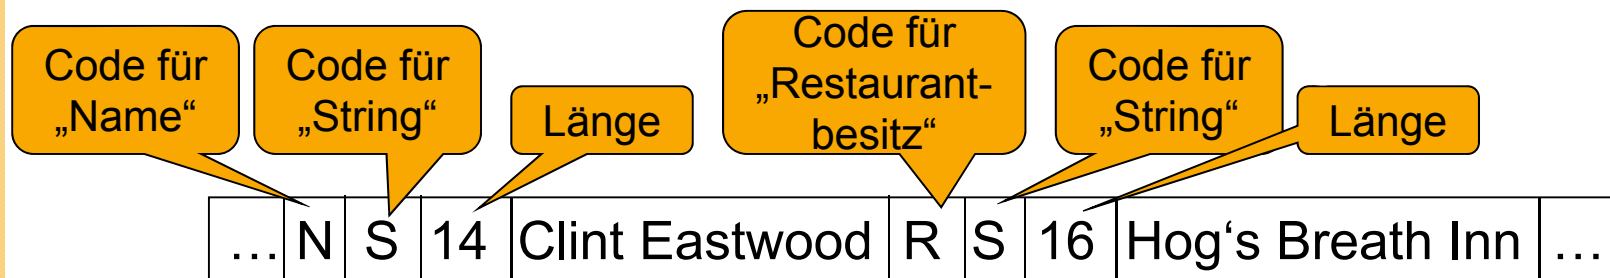 Code für
„Name“
Code für
„String“
Länge
Code für
„Restaurant-
besitz“
Code für
„String“
Länge
… N S 14 Clint Eastwood R S 16 Hog‘s Breath Inn …